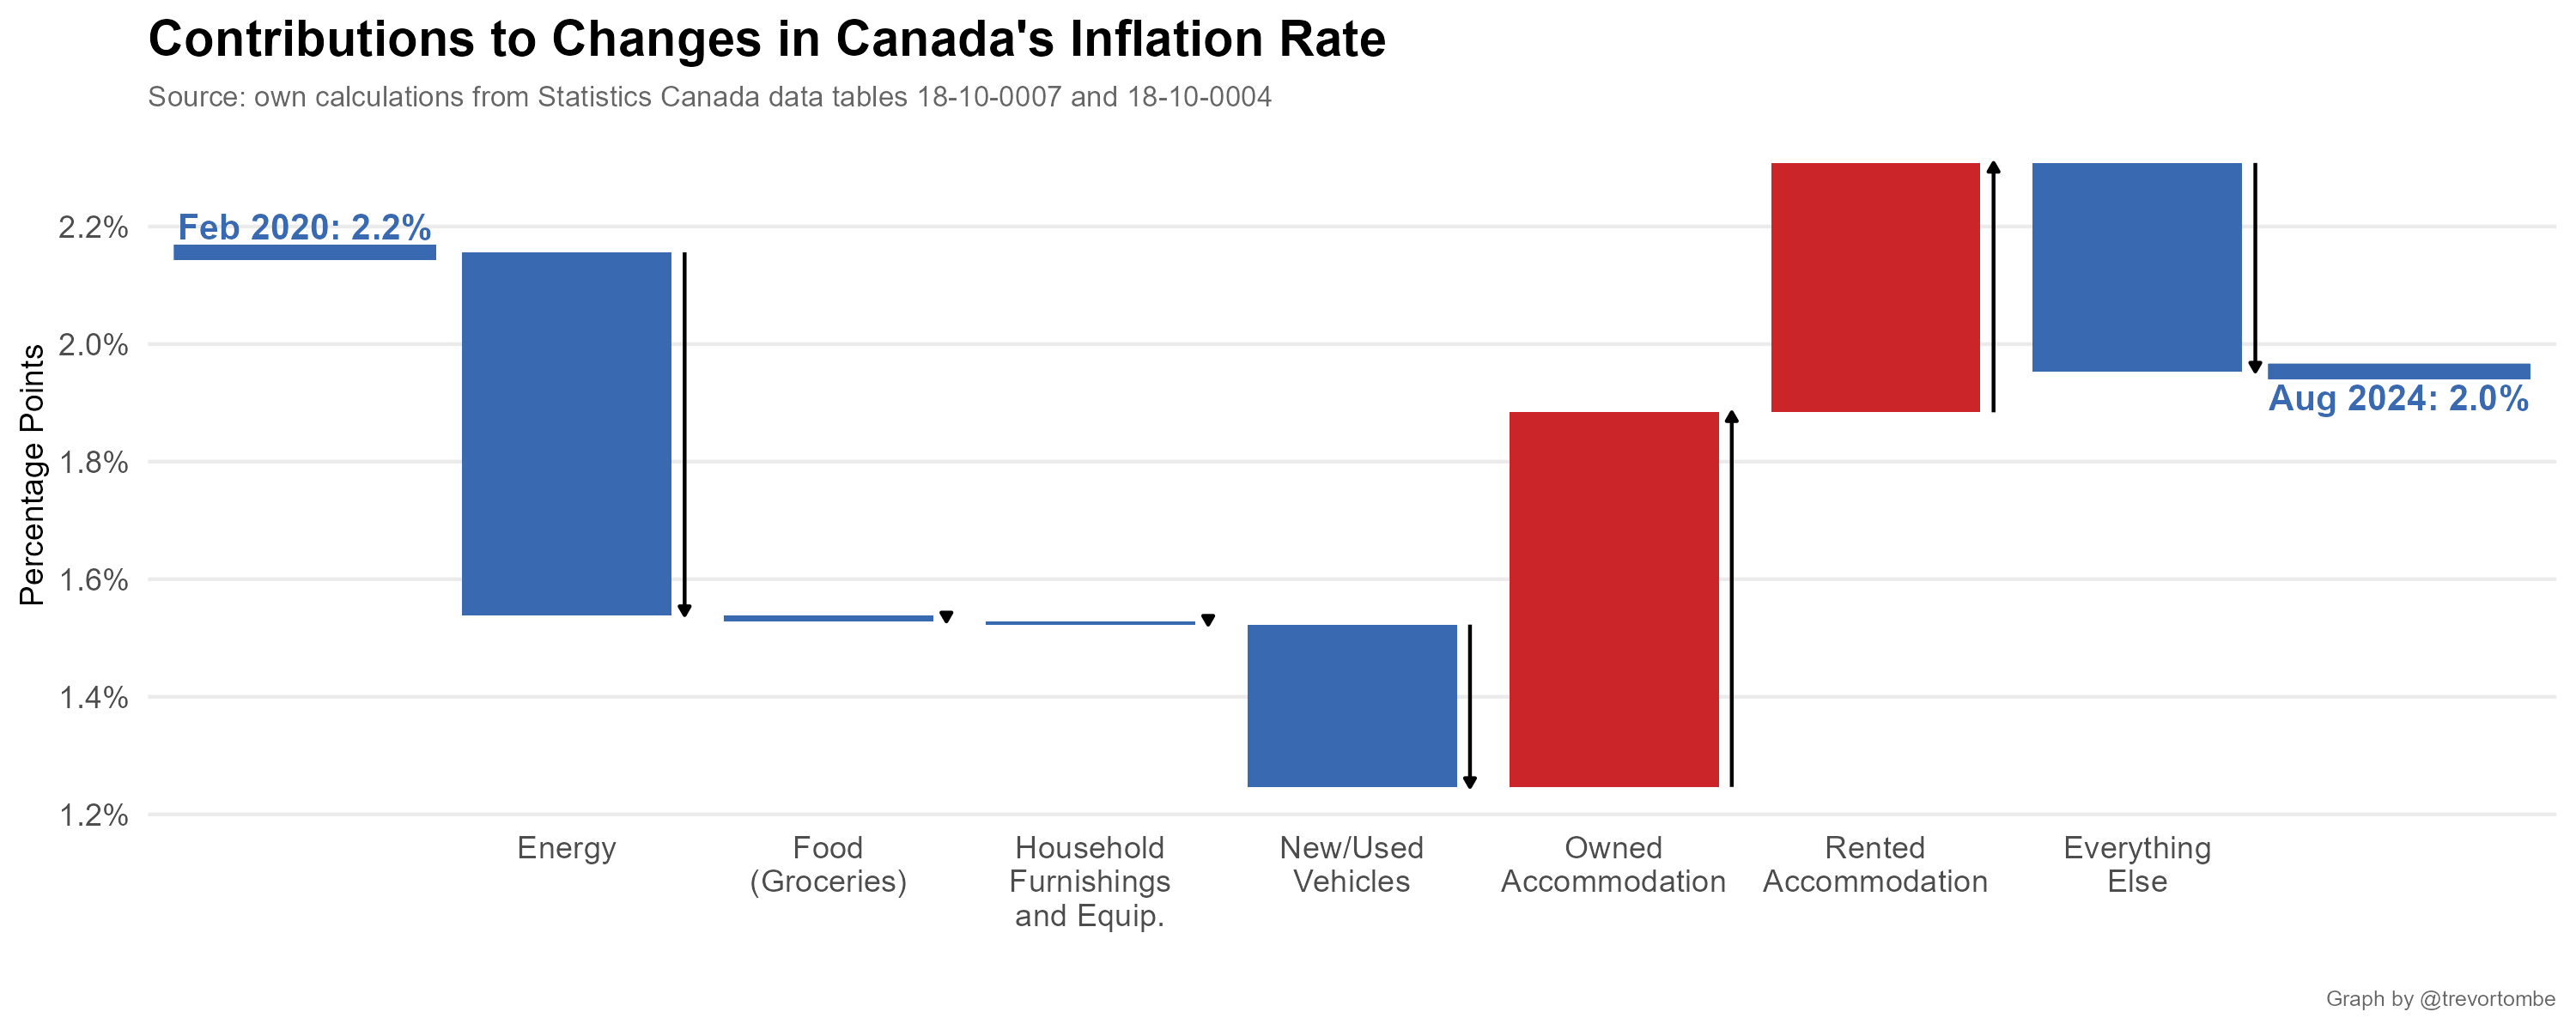 Contributions to Changes in Canada's Inflation Rate
Source: own calculations from Statistics Canada data tables 18-10-0007 and 18-10-0004
Percentage Points
2.2%
2.0%
1.8%
1.6%
1.4%
1.2%
Feb 2020: 2.2%
Aug 2024: 2.0%
Energy
Food
(Groceries)
Household
Furnishings
and Equip.
New/Used
Vehicles
Owned
Accommodation
Rented
Accommodation
Everything
Else
Graph by @trevortombe